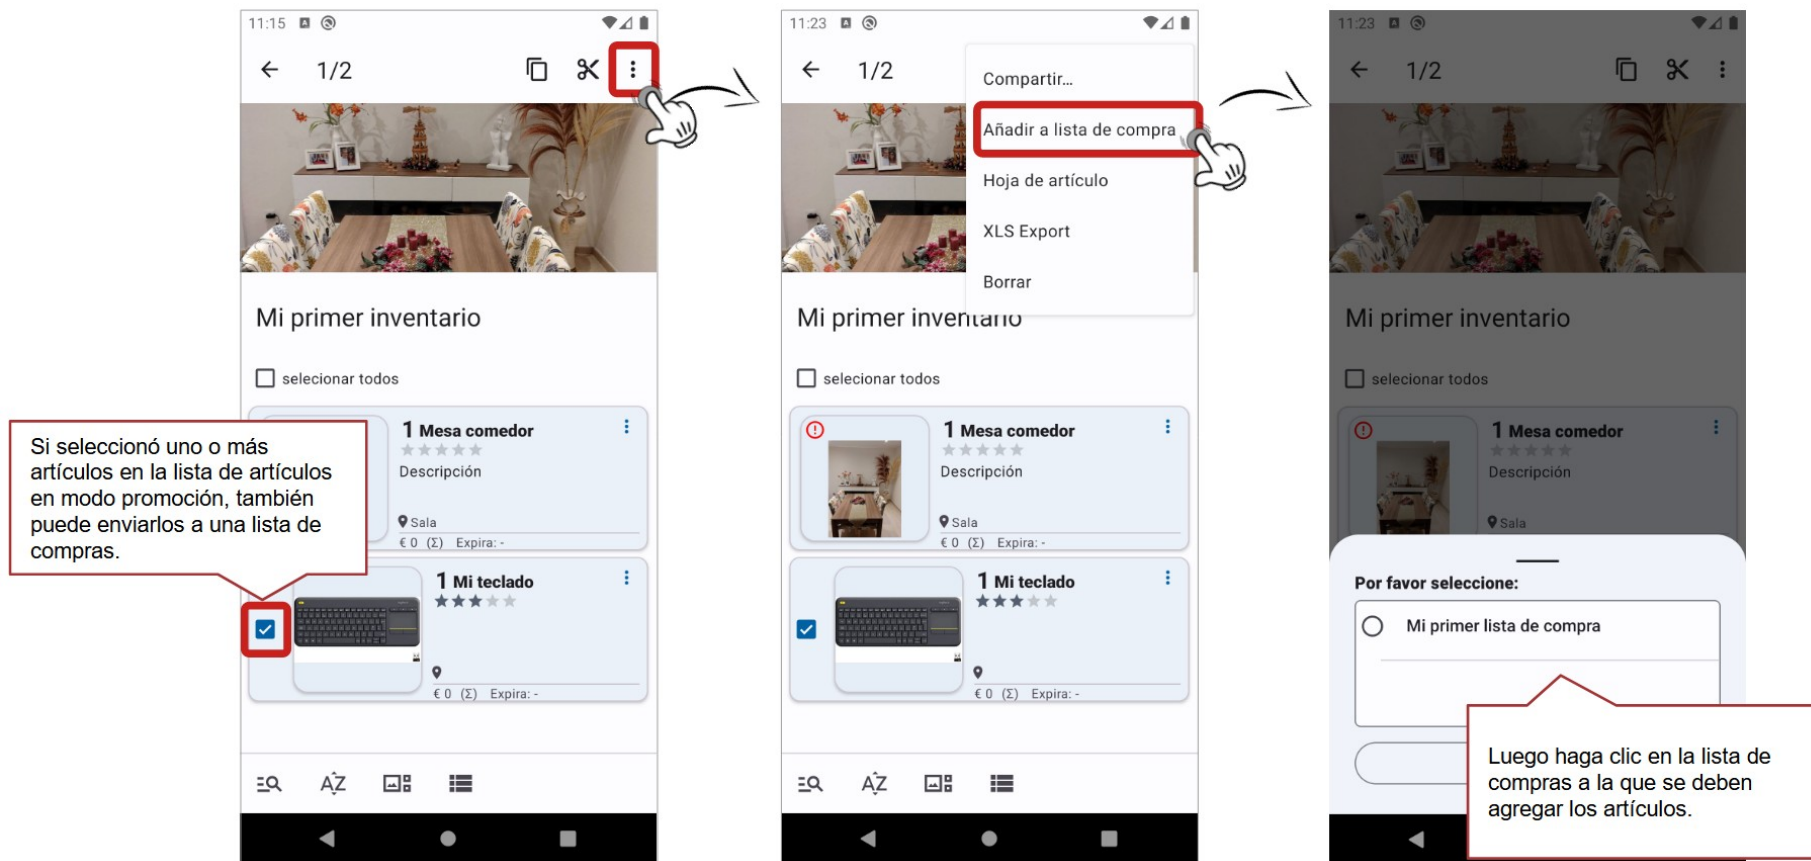 11:15
1/2
Mi primer inventario
selecionar todos
1 Mesa comedor
Descripción
Sala
€ 0 (Σ) Expira: -
1 Mi teclado
€ 0 (Σ) Expira: -
AZ
Si seleccionó uno o más
artículos en la lista de artículos
en modo promoción, también
puede enviarlos a una lista de
compras.
11:23
1/2
Compartir...
Añadir a lista de compra
Hoja de artículo
XLS Export
Borrar
Mi primer inventario
selecionar todos
1 Mesa comedor
Descripción
Sala
€ 0 (Σ) Expira: -
1 Mi teclado
€ 0 (Σ) Expira: -
AZ
11:23
1/2
Mi primer inventario
selecionar todos
1 Mesa comedor
Descripción
Sala
Por favor seleccione:
Mi primer lista de compra
Luego haga clic en la lista de
compras a la que se deben
agregar los artículos.